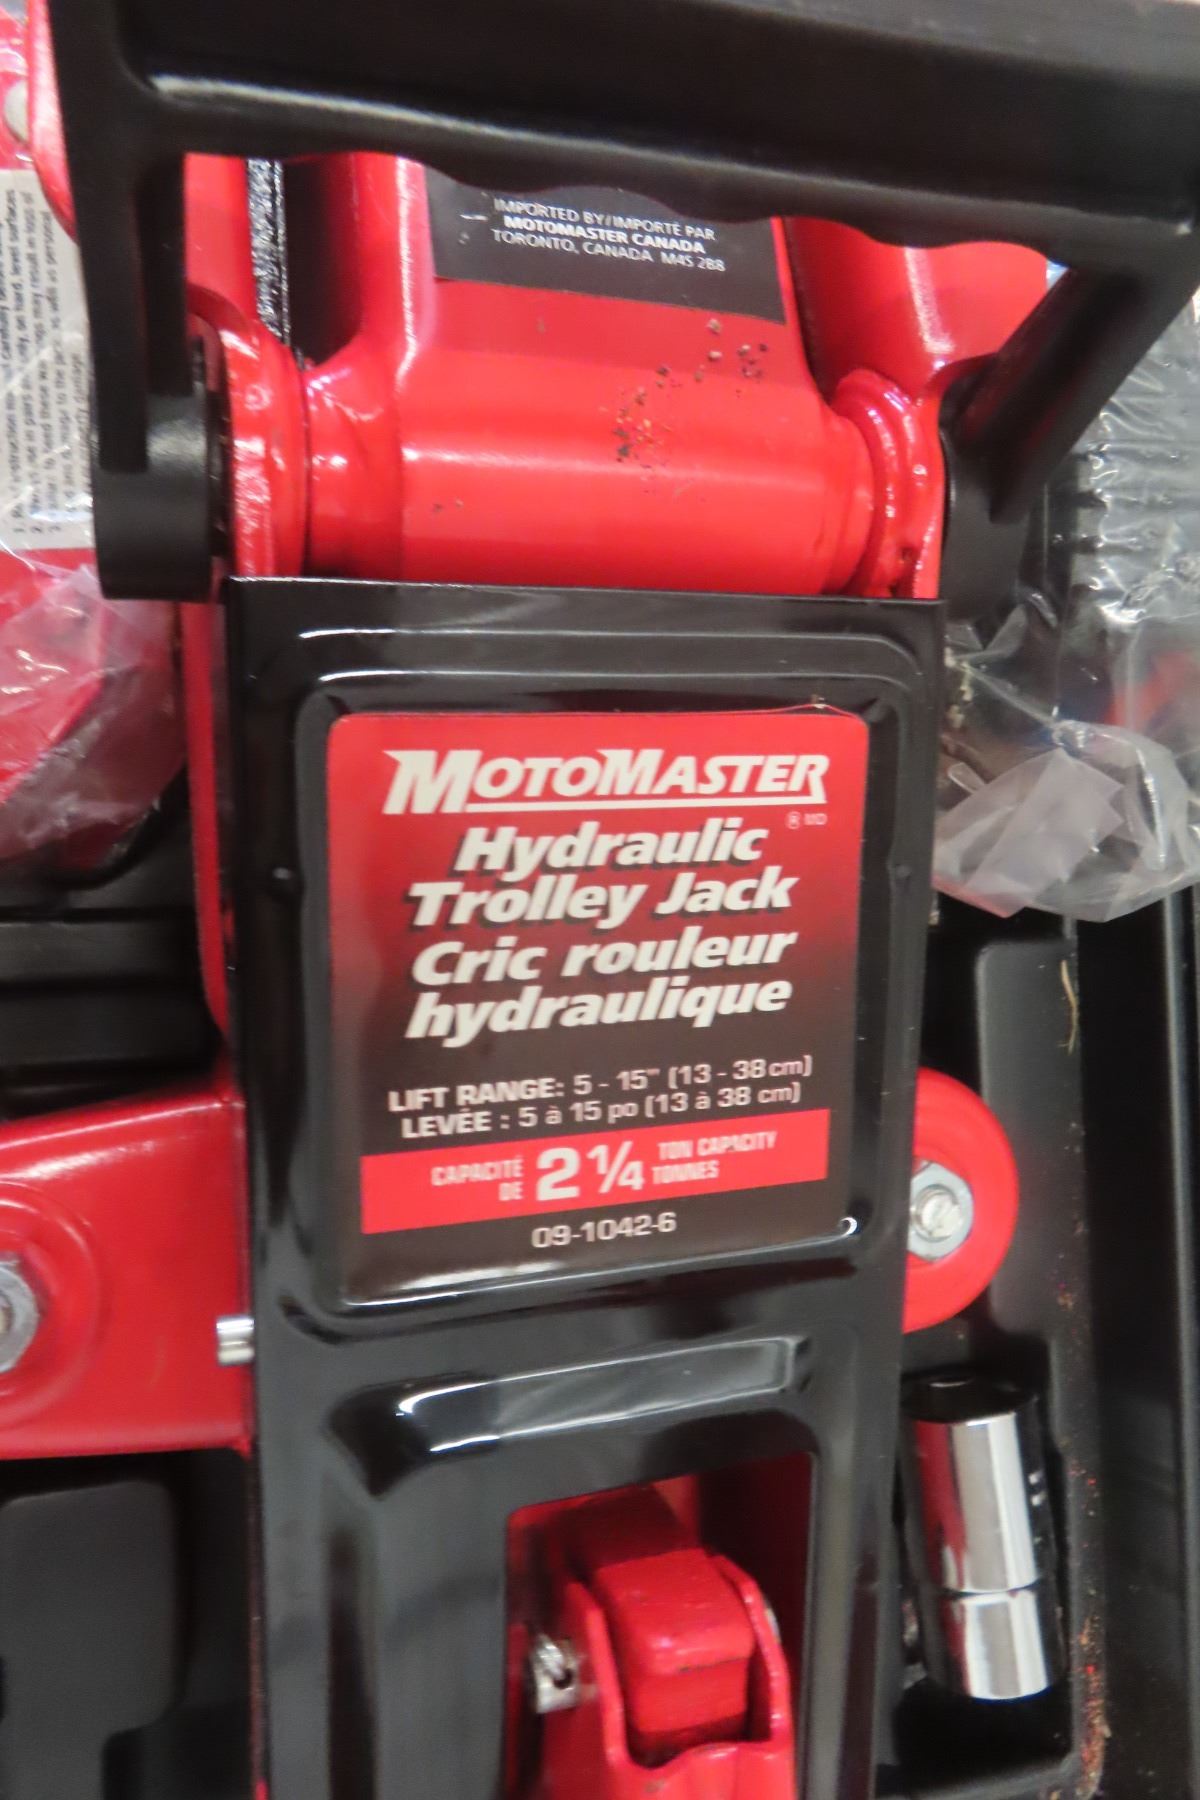 IMPORTED BY/IMPORTÉ PAR
MOTOMASTER CANADA
TORONTO, CANADA M4S 2B8
MOTOMASTER
® MD
Hydraulic
Trolley Jack
Cric rouleur
hydraulique
LIFT RANGE: 5 - 15" (13 - 38 cm)
LEVÉE : 5 à 15 po (13 à 38 cm)
CAPACITÉ DE 2 1/4 TON CAPACITY TONNES
09-1042-6